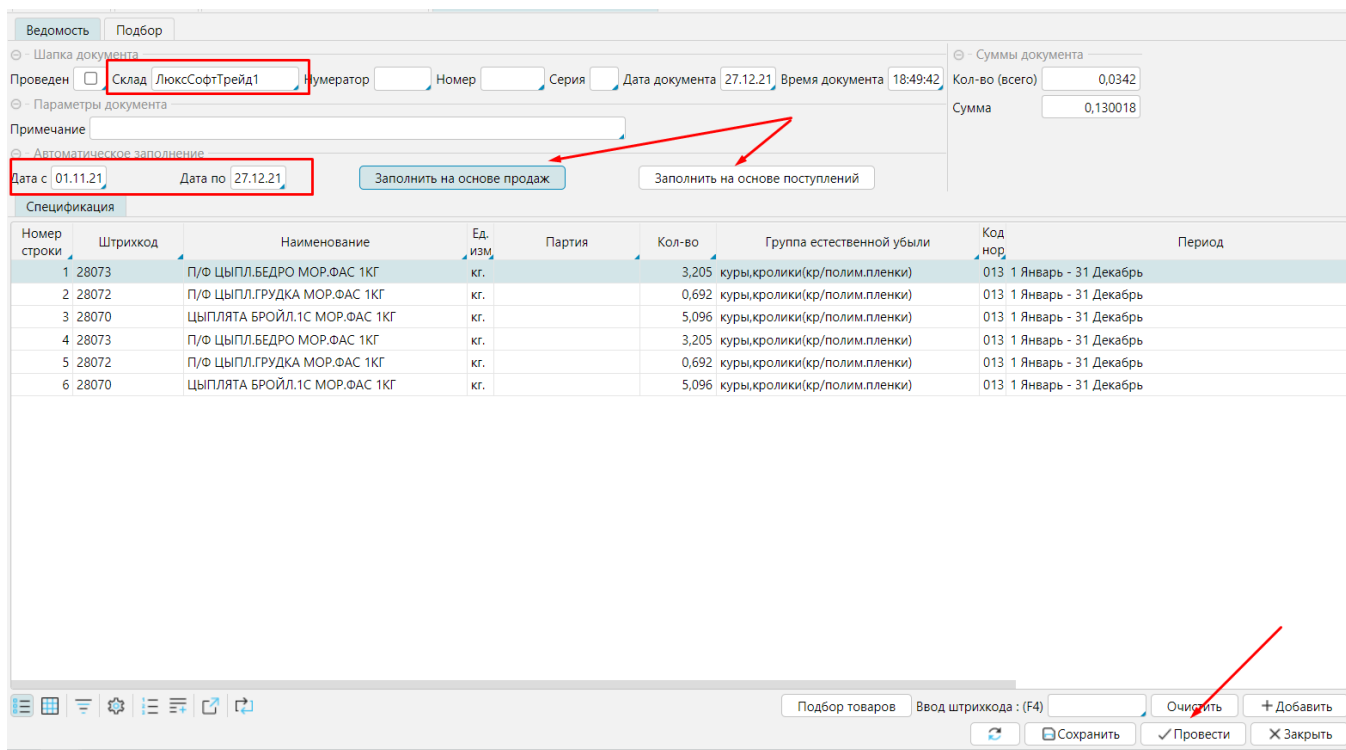 Ведомость Подбор
Шапка документа Суммы документа
Проведен Склад ЛюксСофтТрейд1 Нумератор Номер Серия Дата документа 27.12.21 Время документа 18:49:42 Кол-во (всего) 0,0342
Параметры документа
Сумма 0,130018
Примечание
Автоматическое заполнение
Дата с 01.11.21 Дата по 27.12.21 Заполнить на основе продаж Заполнить на основе поступлений
Спецификация
Номер строки Штрихкод Наименование Ед. изм Партия Кол-во Группа естественной убыли Код нор Период
1 28073 П/Ф ЦЫПЛ.БЕДРО МОР.ФАС 1КГ кг. 3,205 куры,кролики(кр/полим.пленки) 013 1 Январь - 31 Декабрь
2 28072 П/Ф ЦЫПЛ.ГРУДКА МОР.ФАС 1КГ кг. 0,692 куры,кролики(кр/полим.пленки) 013 1 Январь - 31 Декабрь
3 28070 ЦЫПЛЯТА БРОЙЛ.1С МОР.ФАС 1КГ кг. 5,096 куры,кролики(кр/полим.пленки) 013 1 Январь - 31 Декабрь
4 28073 П/Ф ЦЫПЛ.БЕДРО МОР.ФАС 1КГ кг. 3,205 куры,кролики(кр/полим.пленки) 013 1 Январь - 31 Декабрь
5 28072 П/Ф ЦЫПЛ.ГРУДКА МОР.ФАС 1КГ кг. 0,692 куры,кролики(кр/полим.пленки) 013 1 Январь - 31 Декабрь
6 28070 ЦЫПЛЯТА БРОЙЛ.1С МОР.ФАС 1КГ кг. 5,096 куры,кролики(кр/полим.пленки) 013 1 Январь - 31 Декабрь
Подбор товаров Ввод штрихкода : (F4) Очистить + Добавить
Сохранить Провести Закрыть